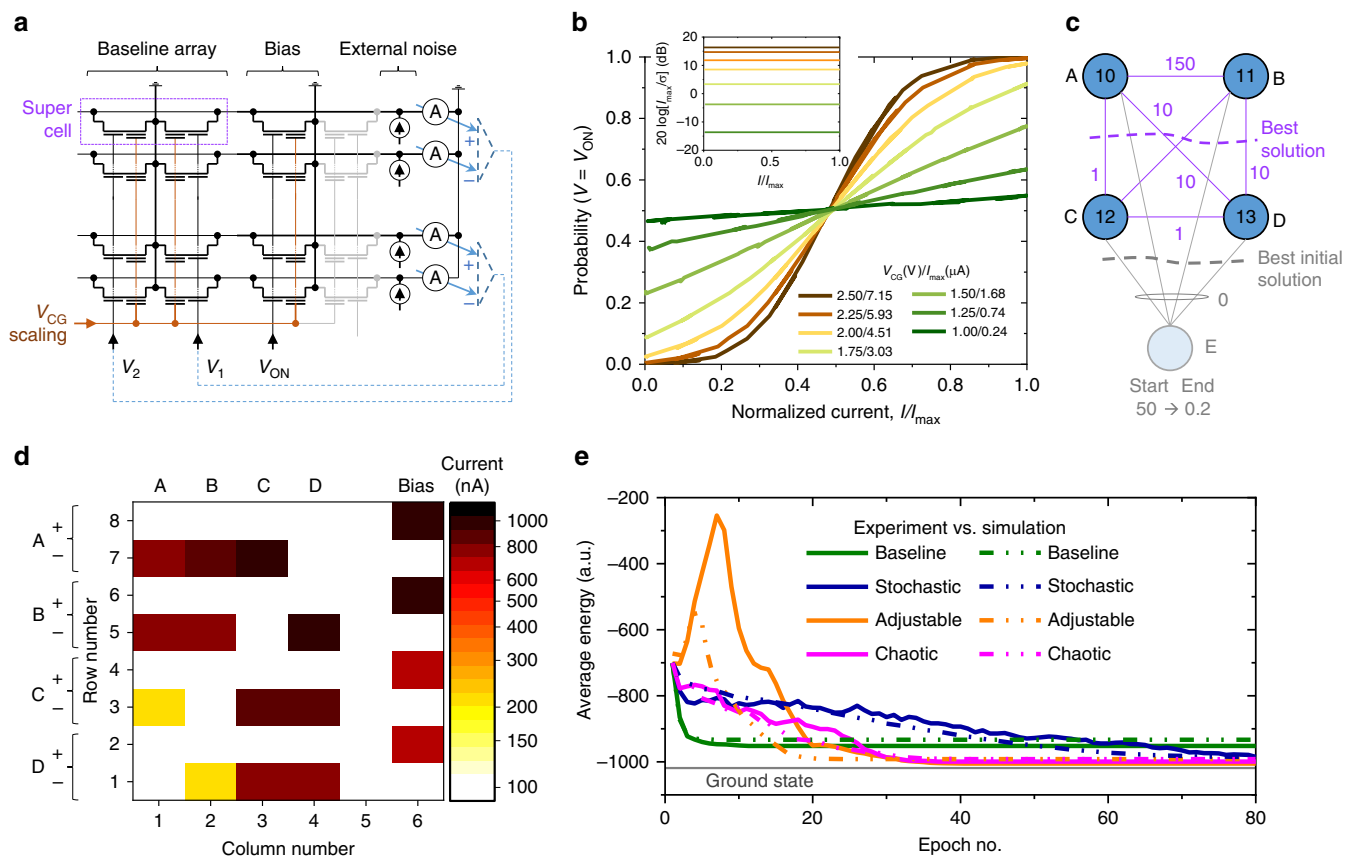 a
Baseline array
Bias
External noise
Super
cell
A
+
−
A
A
+
−
A
V_CG
scaling
V_2
V_1
V_ON
b
Probability (V = V_ON)
1.0
0.8
0.6
0.4
0.2
0.0
0.0 0.2 0.4 0.6 0.8 1.0
Normalized current, I/I_max
20 log[I_max/σ] (dB)
20
10
0
−10
−20
0.0 0.5 1.0
I/I_max
V_CG(V)/I_max(μA)
2.50/7.15
2.25/5.93
2.00/4.51
1.75/3.03
1.50/1.68
1.25/0.74
1.00/0.24
c
A 10 150 11 B
10
Best
solution
1 10 10
C 12 13 D
1
Best initial
solution
0
E
Start End
50 → 0.2
d
A B C D Bias
Current
(nA)
1000
800
600
500
400
300
200
150
100
A + −
B + −
C + −
D + −
Row number
8
7
6
5
4
3
2
1
1 2 3 4 5 6
Column number
e
Average energy (a.u.)
−200
−400
−600
−800
−1000
Experiment vs. simulation
Baseline Baseline
Stochastic Stochastic
Adjustable Adjustable
Chaotic Chaotic
Ground state
0 20 40 60 80
Epoch no.